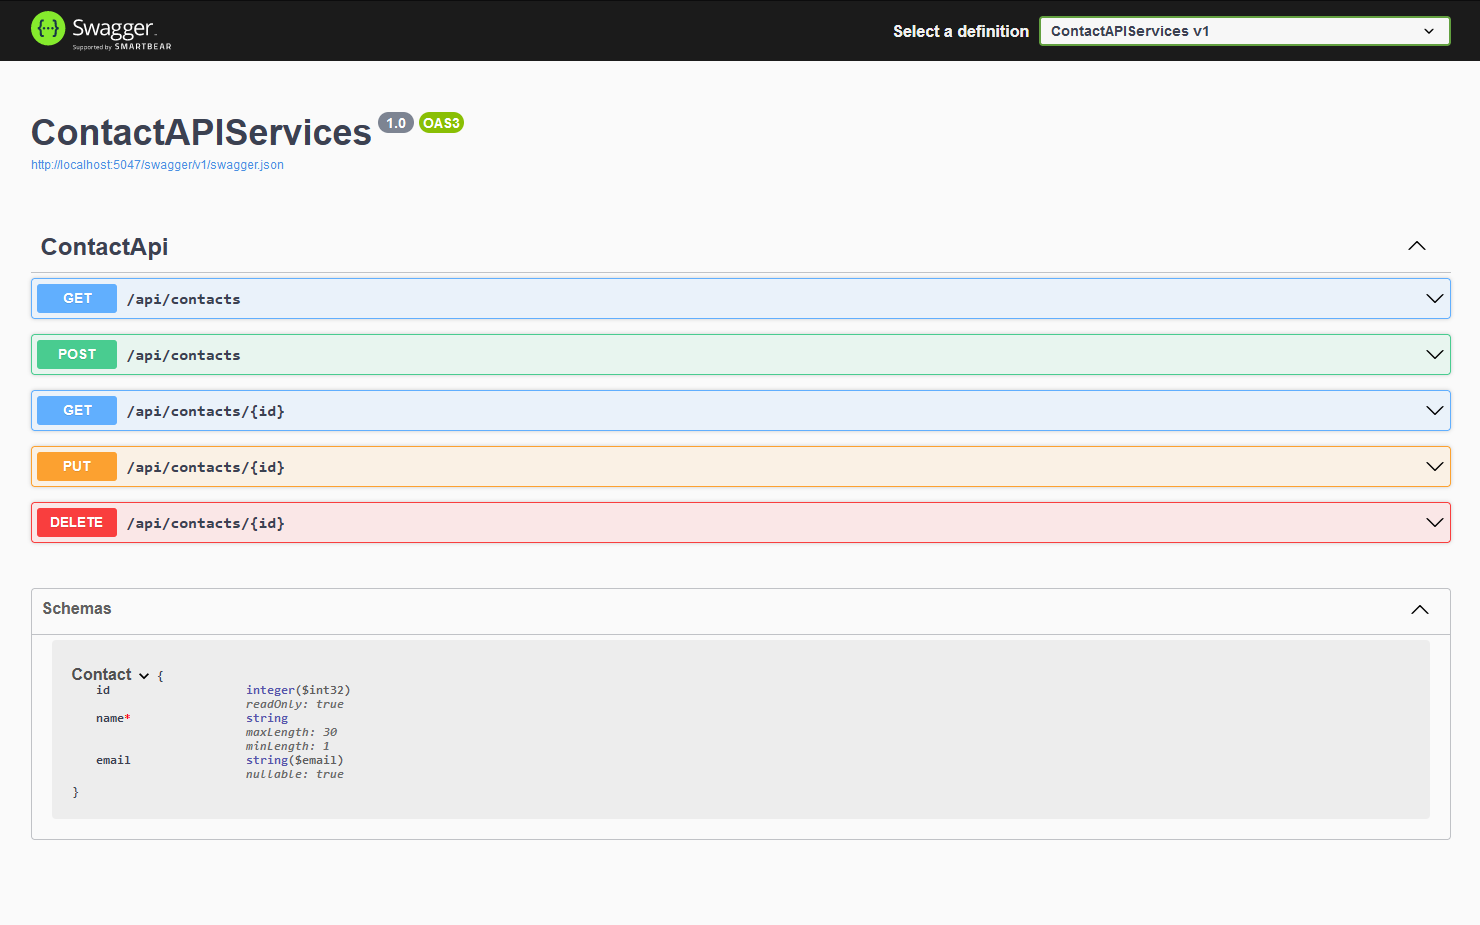 Swagger
Supported by SMARTBEAR
Select a definition
ContactAPIServices v1
ContactAPIServices 1.0 OAS3
http://localhost:5047/swagger/v1/swagger.json
ContactApi
GET /api/contacts
POST /api/contacts
GET /api/contacts/{id}
PUT /api/contacts/{id}
DELETE /api/contacts/{id}
Schemas
Contact {
id integer($int32)
readOnly: true
name* string
maxLength: 30
minLength: 1
email string($email)
nullable: true
}